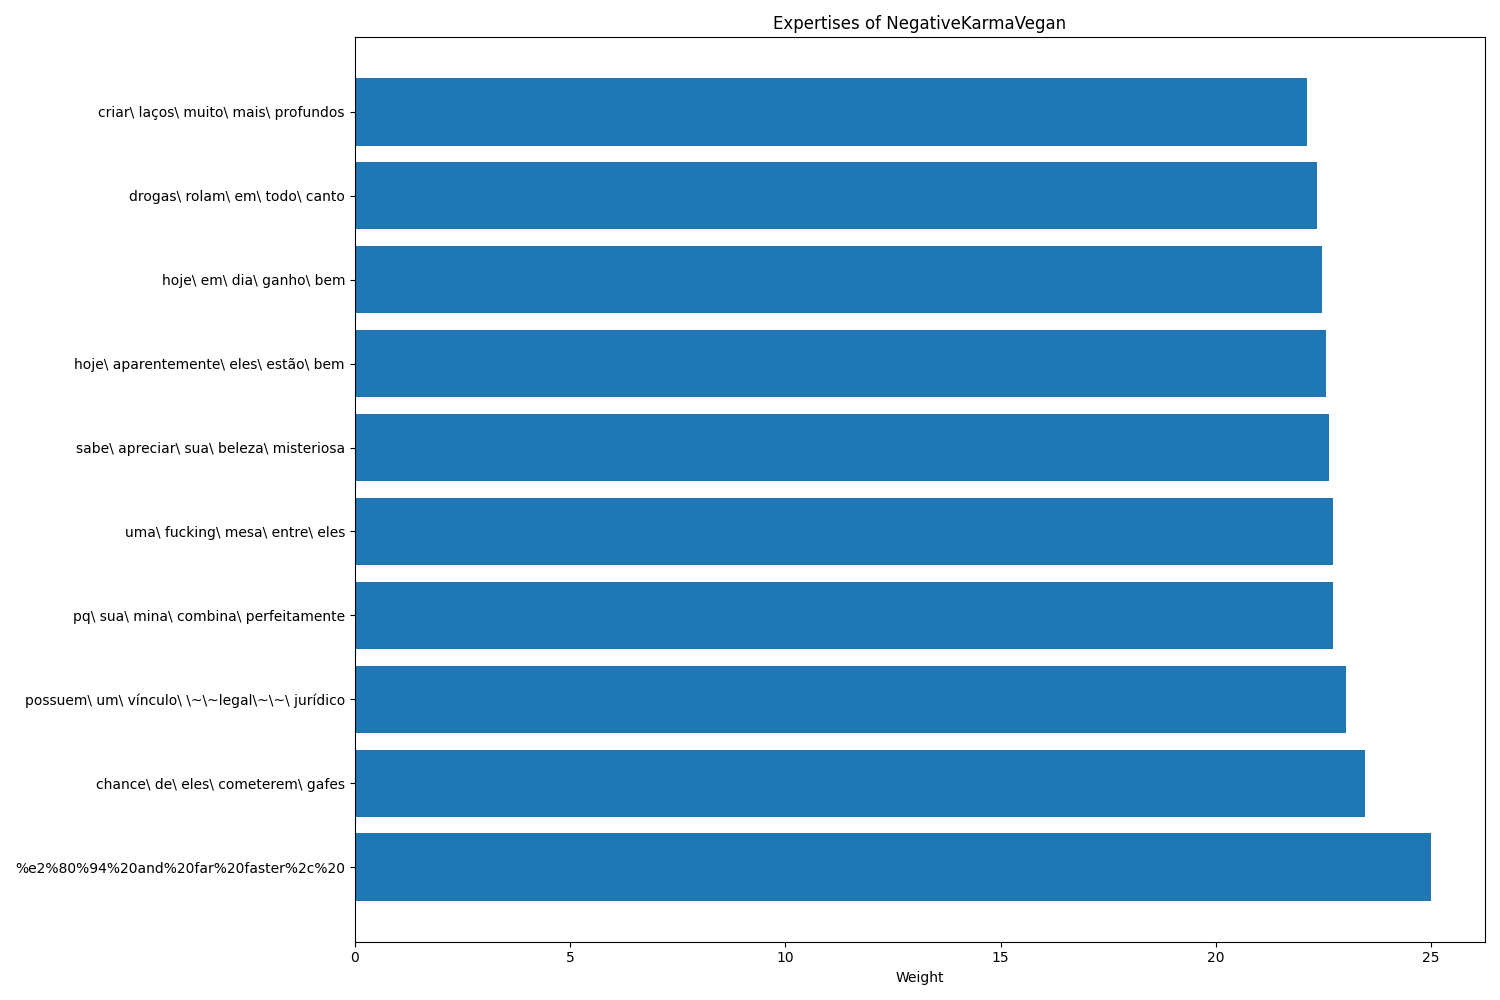 Expertises of NegativeKarmaVegan
criar\ laços\ muito\ mais\ profundos
drogas\ rolam\ em\ todo\ canto
hoje\ em\ dia\ ganho\ bem
hoje\ aparentemente\ eles\ estão\ bem
sabe\ apreciar\ sua\ beleza\ misteriosa
uma\ fucking\ mesa\ entre\ eles
pq\ sua\ mina\ combina\ perfeitamente
possuem\ um\ vínculo\ \~\~legal\~\~\ jurídico
chance\ de\ eles\ cometerem\ gafes
%e2%80%94%20and%20far%20faster%2c%20
0 5 10 15 20 25
Weight